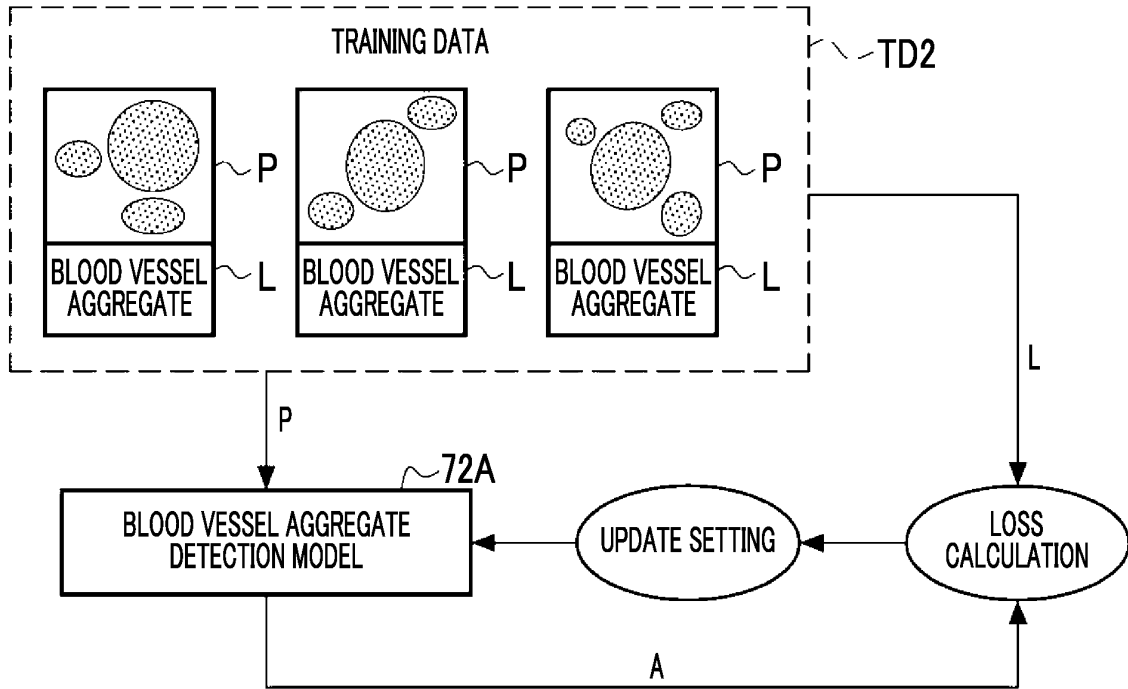 TRAINING DATA
TD2
P
P
P
BLOOD VESSEL
AGGREGATE
L
BLOOD VESSEL
AGGREGATE
L
BLOOD VESSEL
AGGREGATE
L
L
P
72A
BLOOD VESSEL AGGREGATE
DETECTION MODEL
UPDATE SETTING
LOSS
CALCULATION
A